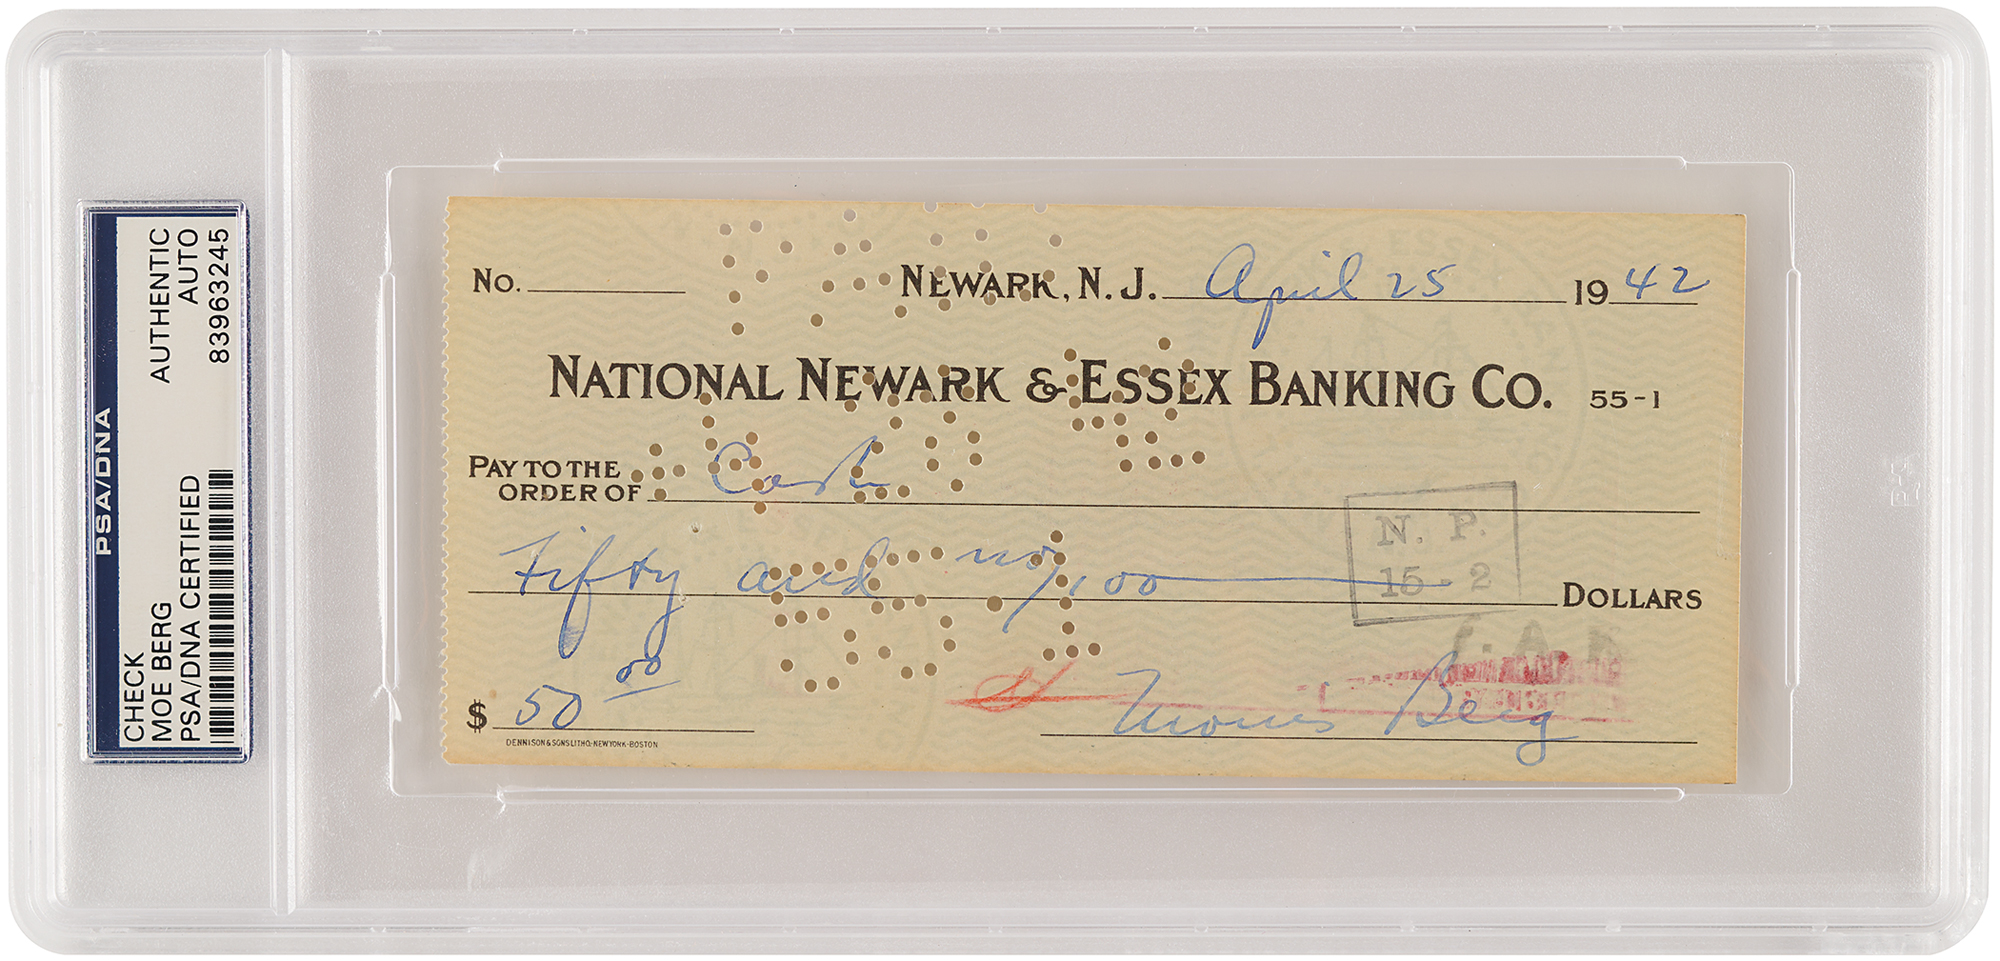 PSA/DNA
CHECK
MOE BERG
PSA/DNA CERTIFIED
AUTHENTIC
AUTO
83963245
No.
NEWARK, N. J. April 25 1942
NATIONAL NEWARK & ESSEX BANKING CO. 55-1
PAY TO THE
ORDER OF Cash
Fifty and no/100 DOLLARS
N. P.
15-2
$ 50 00
Morris Berg
DENNISON & SONS LITHO.-NEW YORK-BOSTON